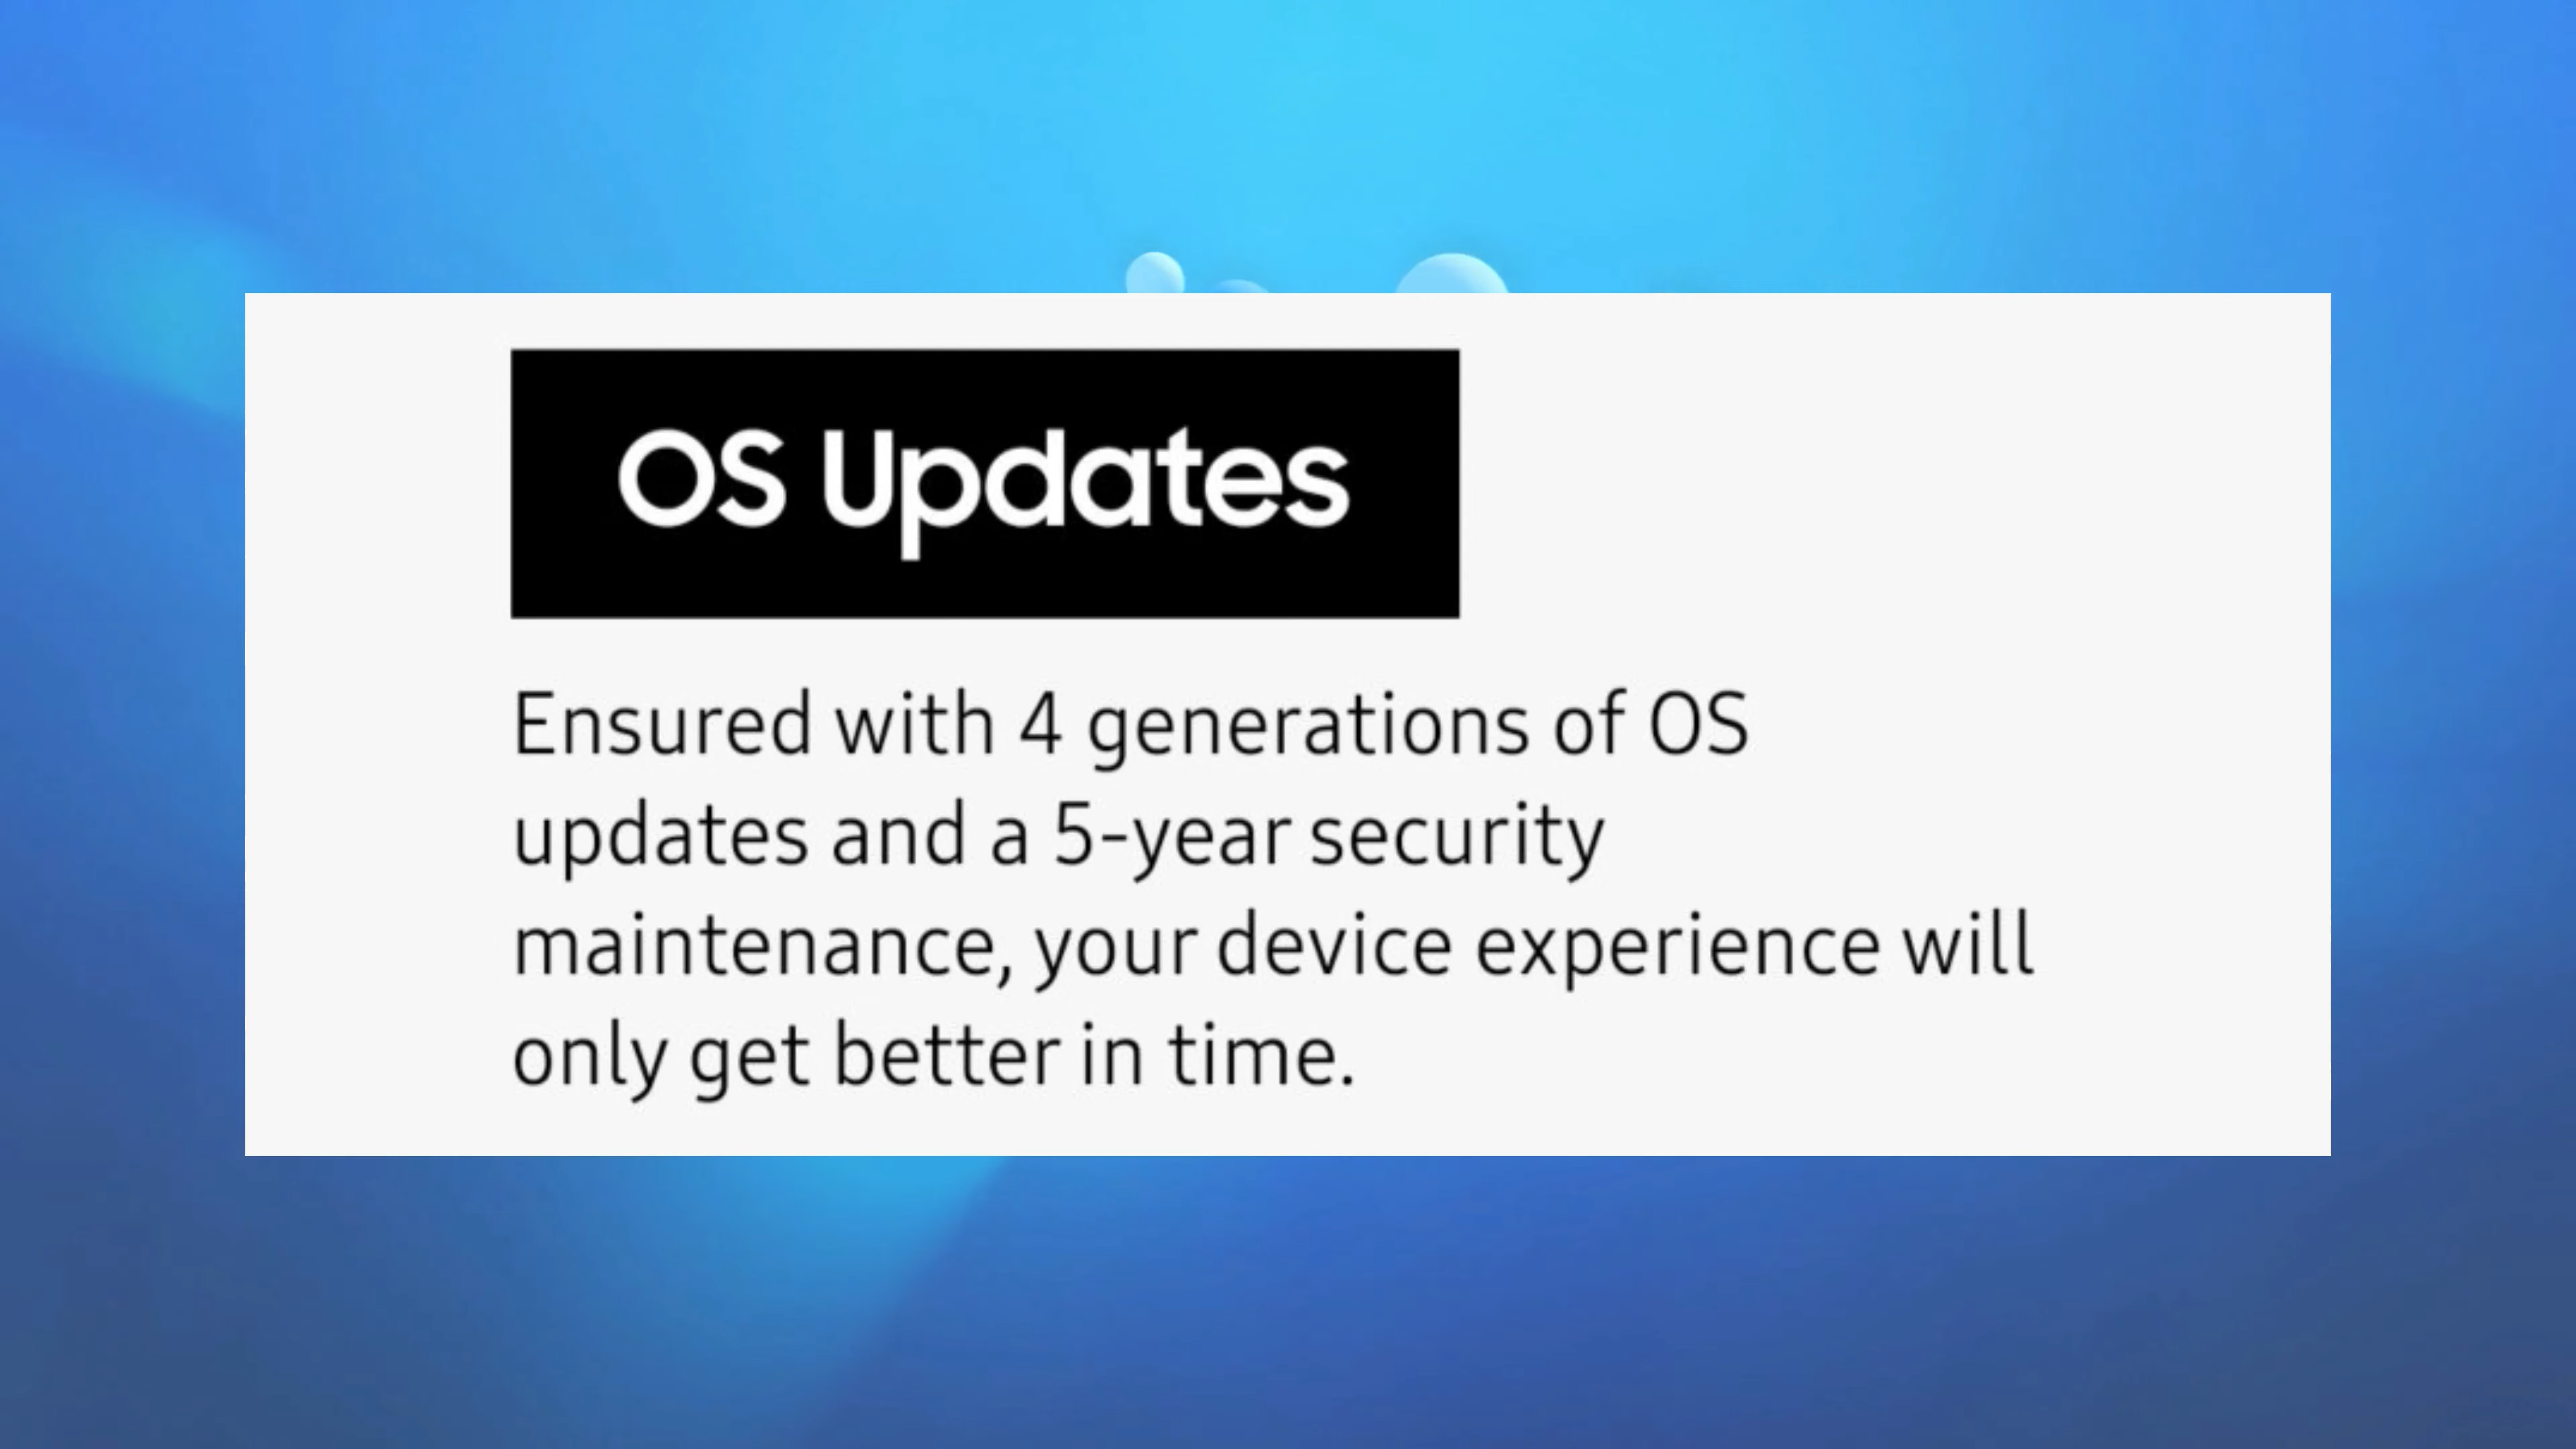 OS Updates
Ensured with 4 generations of OS
updates and a 5-year security
maintenance, your device experience will
only get better in time.